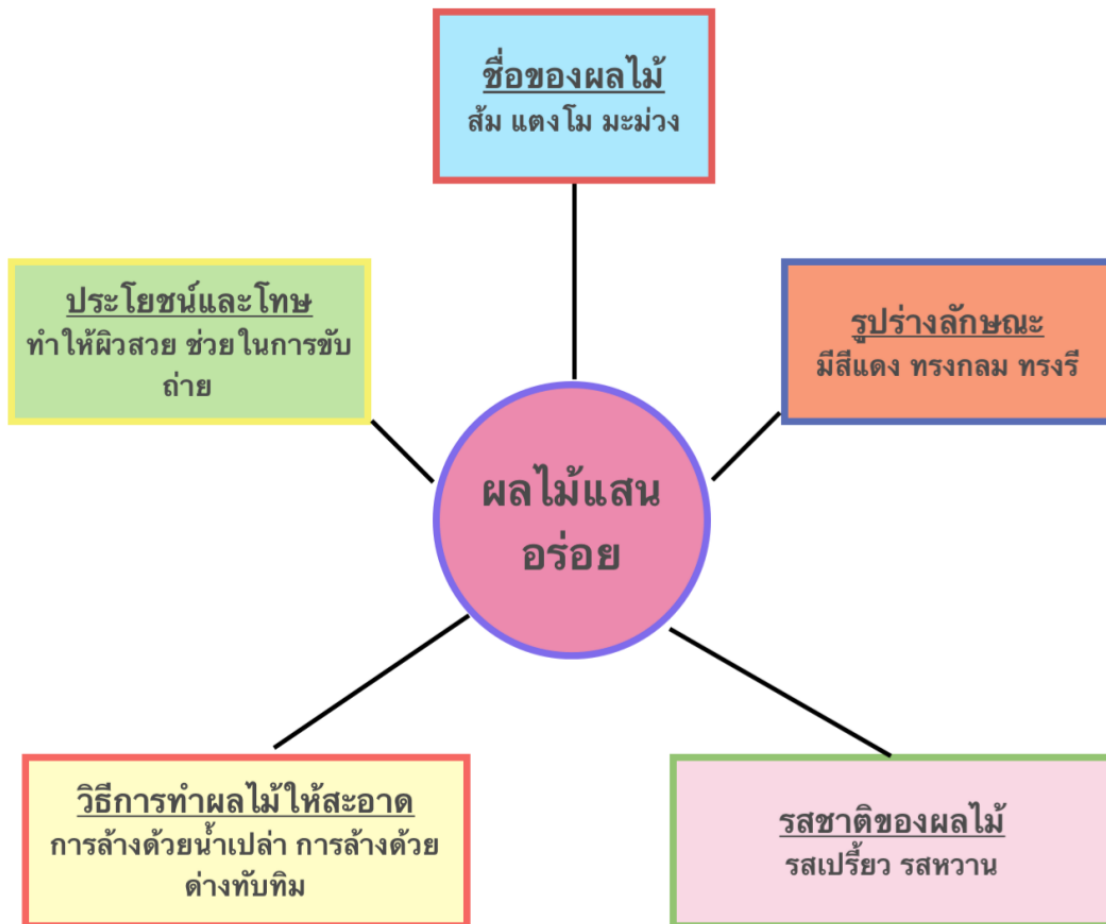 ชื่อของผลไม้
ส้ม แตงโม มะม่วง
ประโยชน์และโทษ
ทำให้ผิวสวย ช่วยในการขับ
ถ่าย
รูปร่างลักษณะ
มีสีแดง ทรงกลม ทรงรี
ผลไม้แสน
อร่อย
วิธีการทำผลไม้ให้สะอาด
การล้างด้วยน้ำเปล่า การล้างด้วย
ด่างทับทิม
รสชาติของผลไม้
รสเปรี้ยว รสหวาน